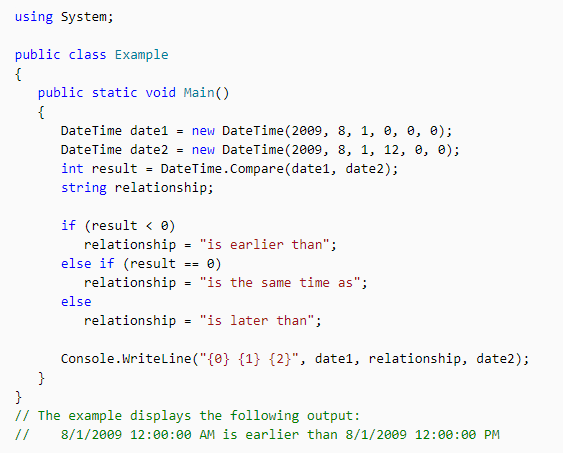 using System;

public class Example
{
   public static void Main()
   {
      DateTime date1 = new DateTime(2009, 8, 1, 0, 0, 0);
      DateTime date2 = new DateTime(2009, 8, 1, 12, 0, 0);
      int result = DateTime.Compare(date1, date2);
      string relationship;

      if (result < 0)
         relationship = "is earlier than";
      else if (result == 0)
         relationship = "is the same time as";
      else
         relationship = "is later than";

      Console.WriteLine("{0} {1} {2}", date1, relationship, date2);
   }
}
// The example displays the following output:
//    8/1/2009 12:00:00 AM is earlier than 8/1/2009 12:00:00 PM